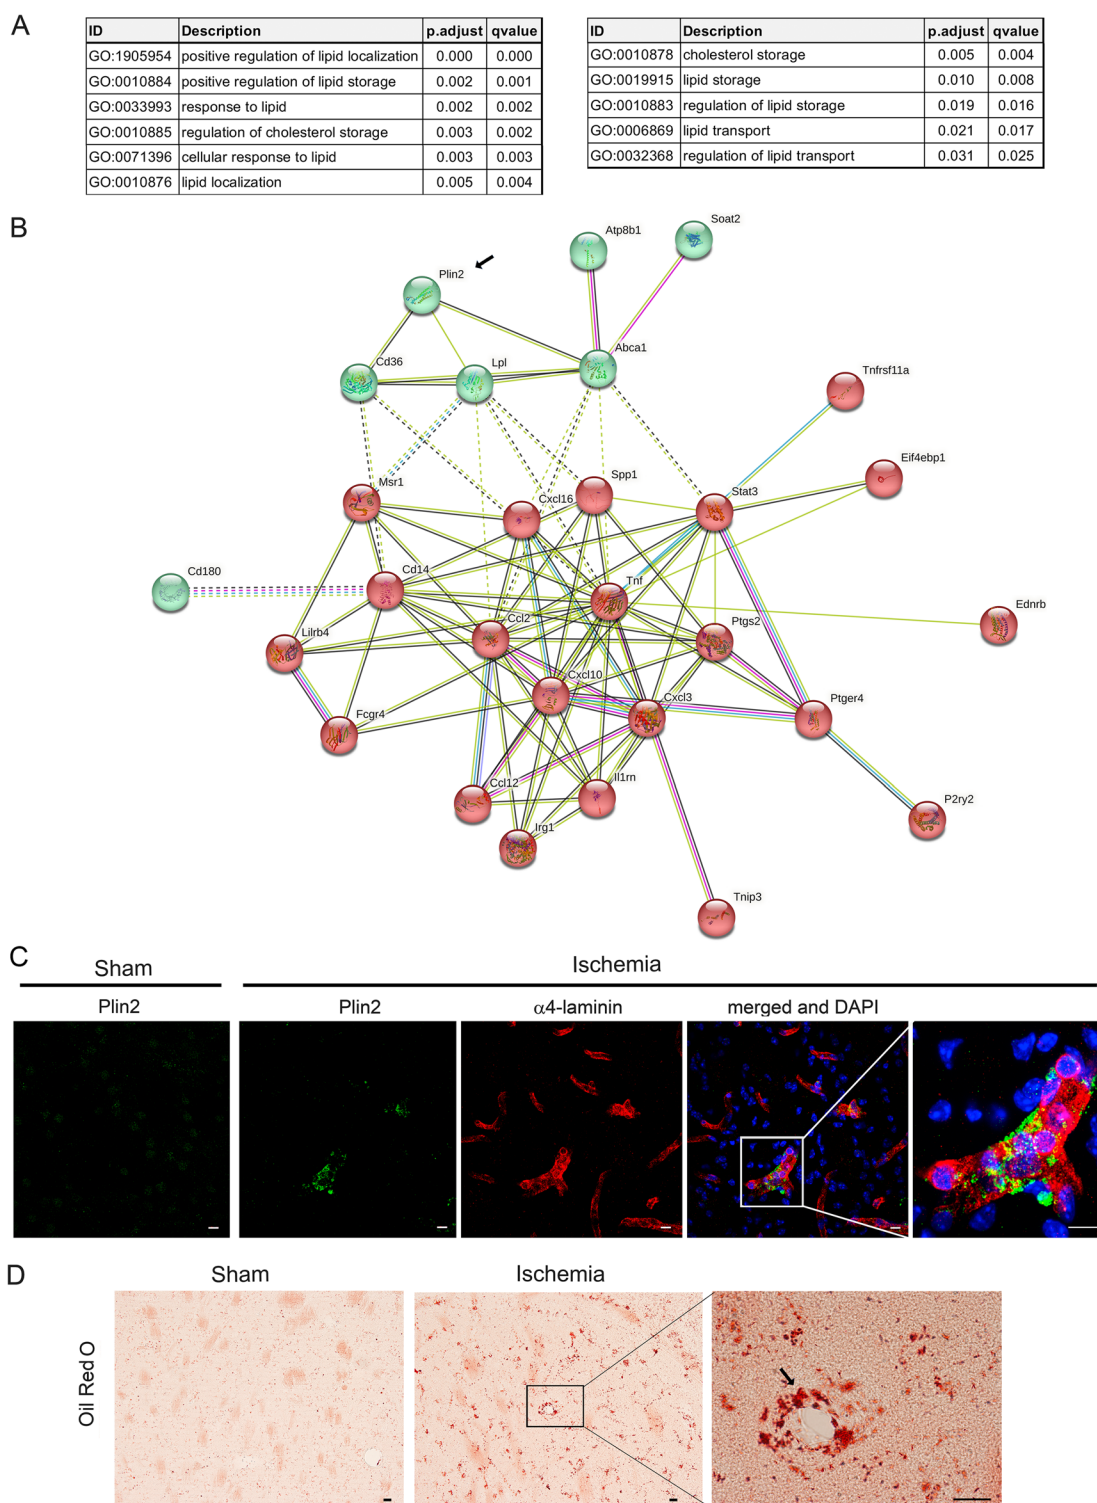 A
ID Description p.adjust qvalue
GO:1905954 positive regulation of lipid localization 0.000 0.000
GO:0010884 positive regulation of lipid storage 0.002 0.001
GO:0033993 response to lipid 0.002 0.002
GO:0010885 regulation of cholesterol storage 0.003 0.002
GO:0071396 cellular response to lipid 0.003 0.003
GO:0010876 lipid localization 0.005 0.004
ID Description p.adjust qvalue
GO:0010878 cholesterol storage 0.005 0.004
GO:0019915 lipid storage 0.010 0.008
GO:0010883 regulation of lipid storage 0.019 0.016
GO:0006869 lipid transport 0.021 0.017
GO:0032368 regulation of lipid transport 0.031 0.025
B
Soat2
Atp8b1
Plin2
Abca1
Cd36
Lpl
Tnfrsf11a
Eif4ebp1
Spp1
Msr1
Stat3
Cxcl16
Cd180
Cd14
Tnf
Ednrb
Ccl2
Ptgs2
Lilrb4
Cxcl10
Cxcl3
Ptger4
Fcgr4
Ccl12
Il1rn
P2ry2
Irg1
Tnip3
C
Sham
Ischemia
Plin2
Plin2
α4-laminin
merged and DAPI
D
Sham
Ischemia
Oil Red O